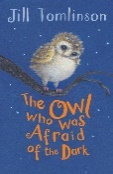 Jill Tomlinson
The Owl
who was
Afraid
of the Dark